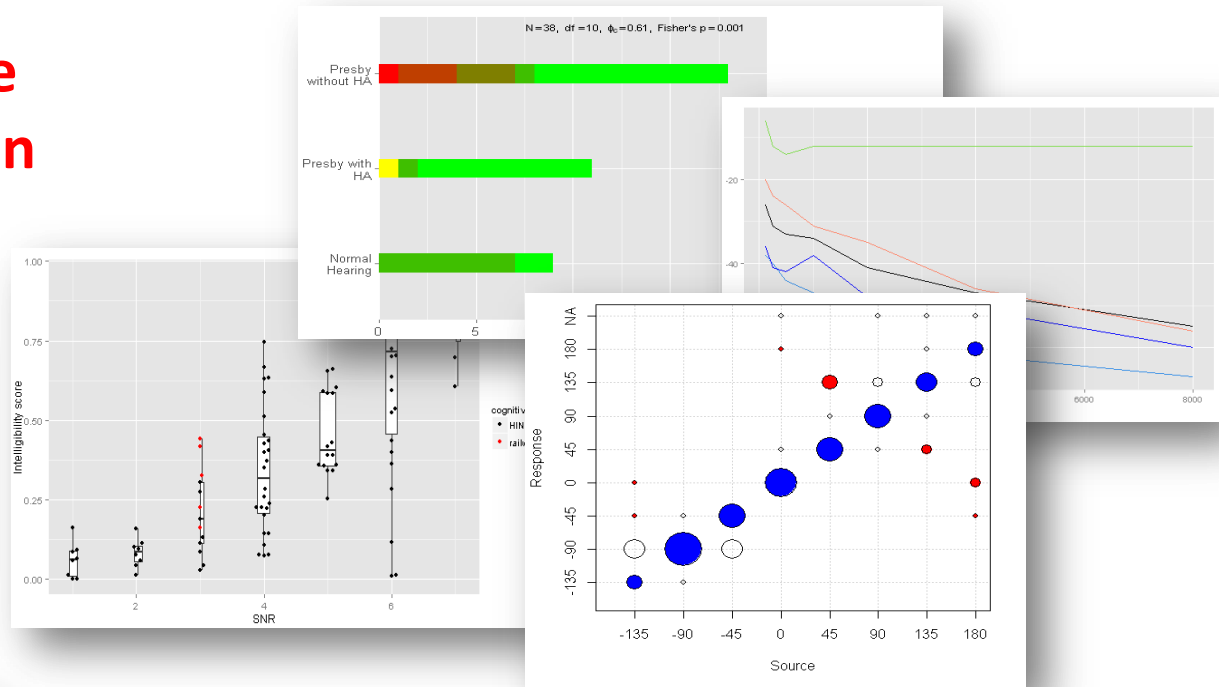 e
n
N=38, df =10, ϕc=0.61, Fisher's p=0.001
Presby
without HA
Presby with
HA
Normal
Hearing
0
5
-20
-40
6000
8000
1.00
0.75
0.50
0.25
0.00
Intelligibility score
2
4
6
SNR
cognitiv
HIN
raik
NA
180
135
90
45
0
-45
-90
-135
Response
-135
-90
-45
0
45
90
135
180
Source